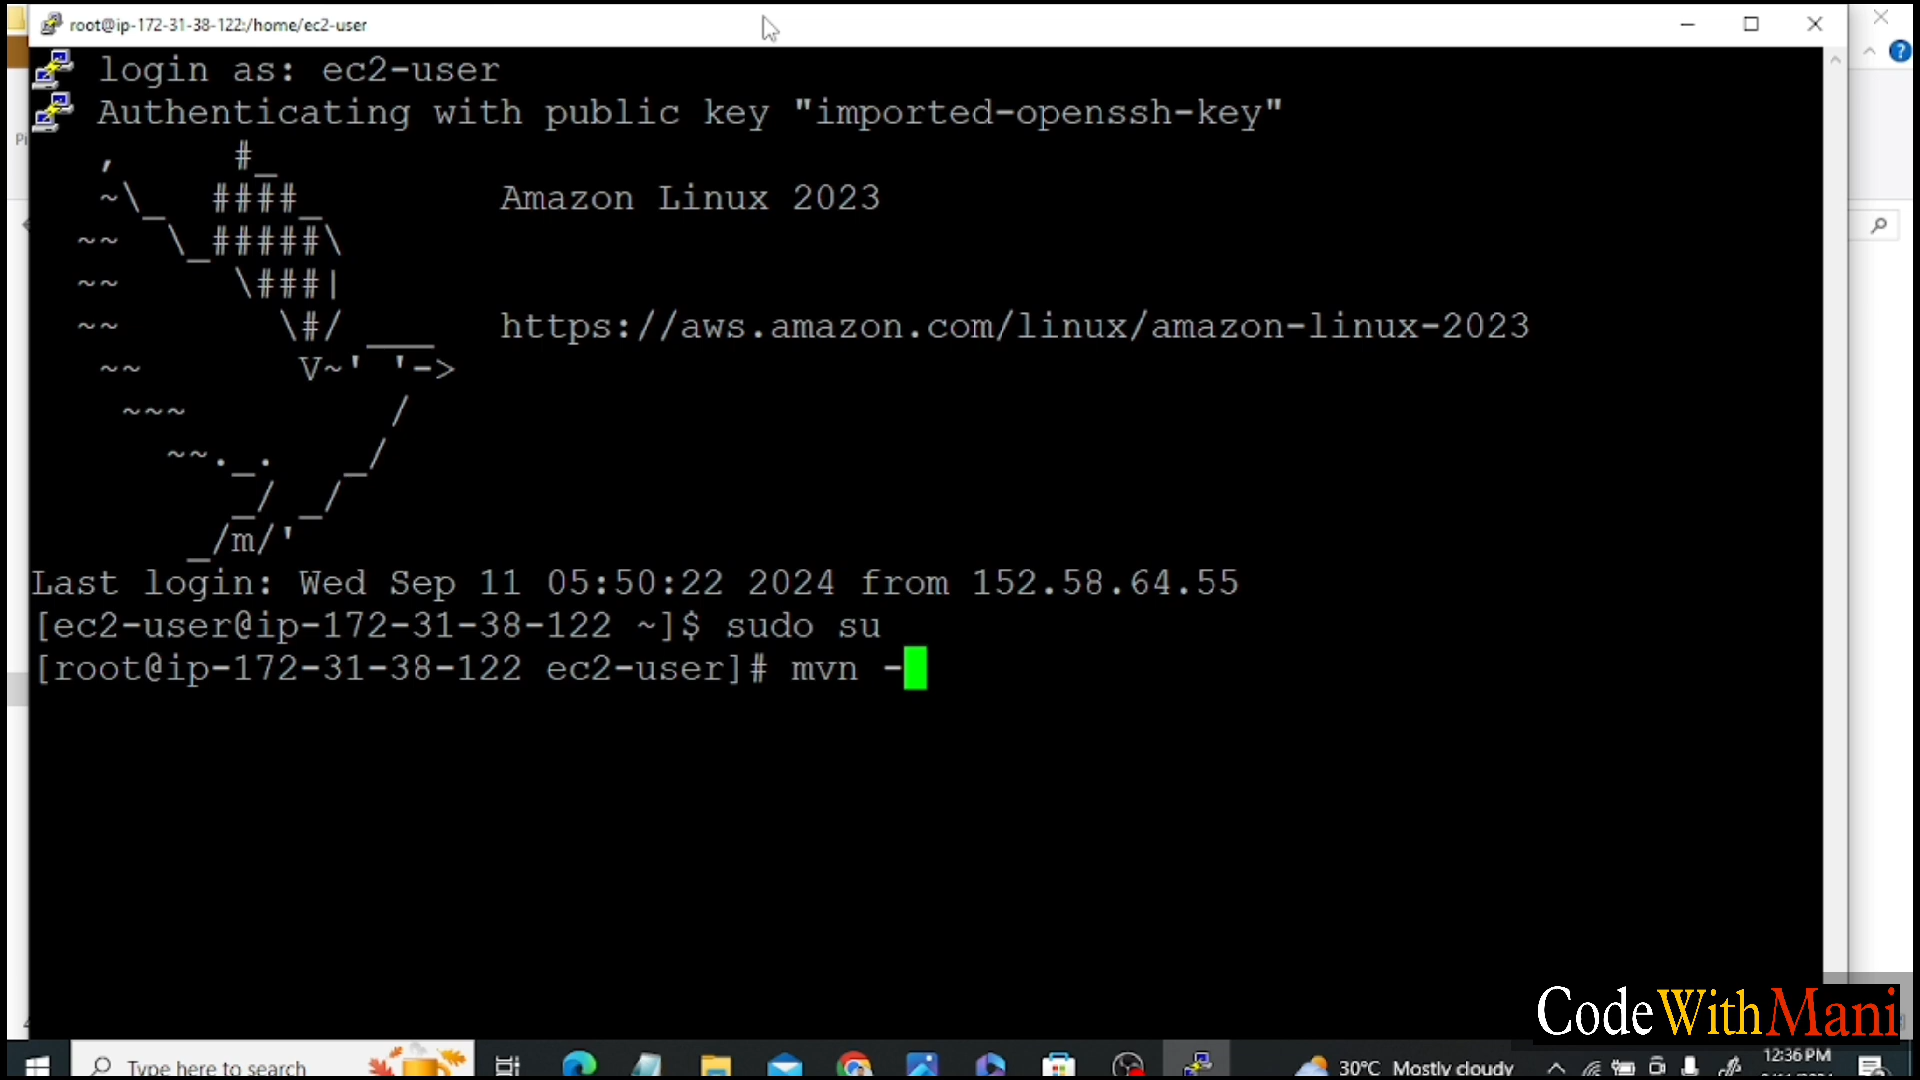 root@ip-172-31-38-122:/home/ec2-user
login as: ec2-user
Authenticating with public key "imported-openssh-key"
   ,     #_
   ~\_  ####_        Amazon Linux 2023
  ~~  \_#####\
  ~~     \###|
  ~~       \#/ ___   https://aws.amazon.com/linux/amazon-linux-2023
   ~~       V~' '->
    ~~~         /
      ~~._.   _/
         _/ _/
       _/m/'
Last login: Wed Sep 11 05:50:22 2024 from 152.58.64.55
[ec2-user@ip-172-31-38-122 ~]$ sudo su
[root@ip-172-31-38-122 ec2-user]# mvn -
CodeWithMani
Type here to search
30°C Mostly cloudy
12:36 PM